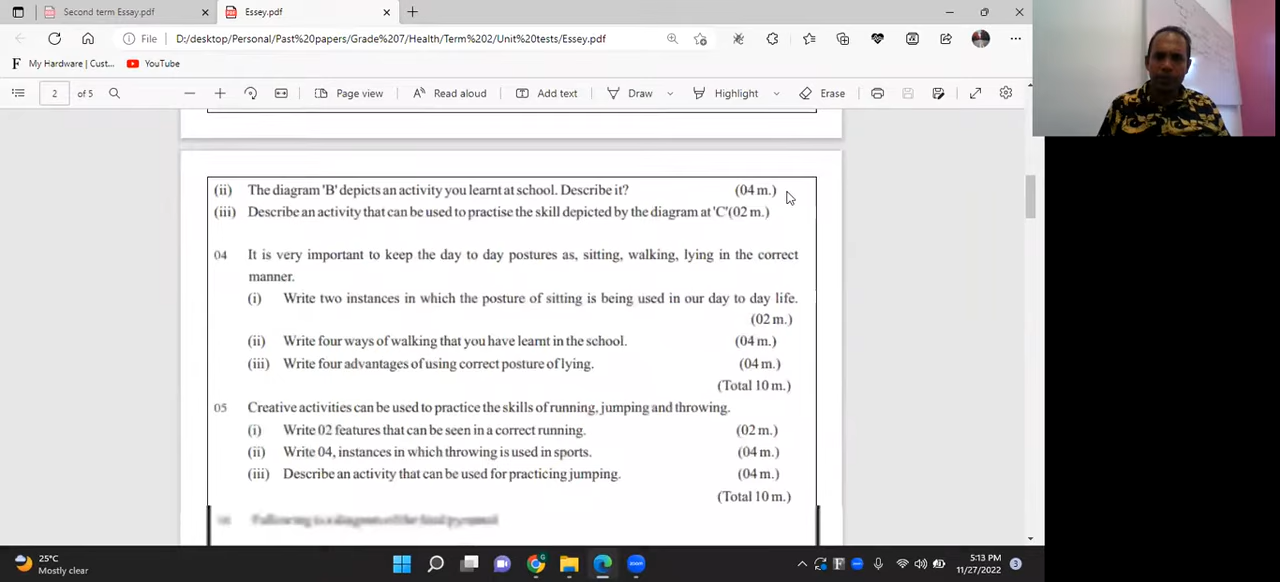 Second term Essay.pdf
Essey.pdf
File
D:/desktop/Personal/Past%20papers/Grade%207/Health/Term%202/Unit%20tests/Essey.pdf
My Hardware | Cust...
YouTube
2 of 5
Page view
Read aloud
Add text
Draw
Highlight
Erase
(ii) The diagram 'B' depicts an activity you learnt at school. Describe it? (04 m.)
(iii) Describe an activity that can be used to practise the skill depicted by the diagram at 'C'(02 m.)
04 It is very important to keep the day to day postures as, sitting, walking, lying in the correct
manner.
(i) Write two instances in which the posture of sitting is being used in our day to day life.
(02 m.)
(ii) Write four ways of walking that you have learnt in the school. (04 m.)
(iii) Write four advantages of using correct posture of lying. (04 m.)
(Total 10 m.)
05 Creative activities can be used to practice the skills of running, jumping and throwing.
(i) Write 02 features that can be seen in a correct running. (02 m.)
(ii) Write 04, instances in which throwing is used in sports. (04 m.)
(iii) Describe an activity that can be used for practicing jumping. (04 m.)
(Total 10 m.)
Following is a diagram of the food pyramid
25°C
Mostly clear
5:13 PM
11/27/2022
3